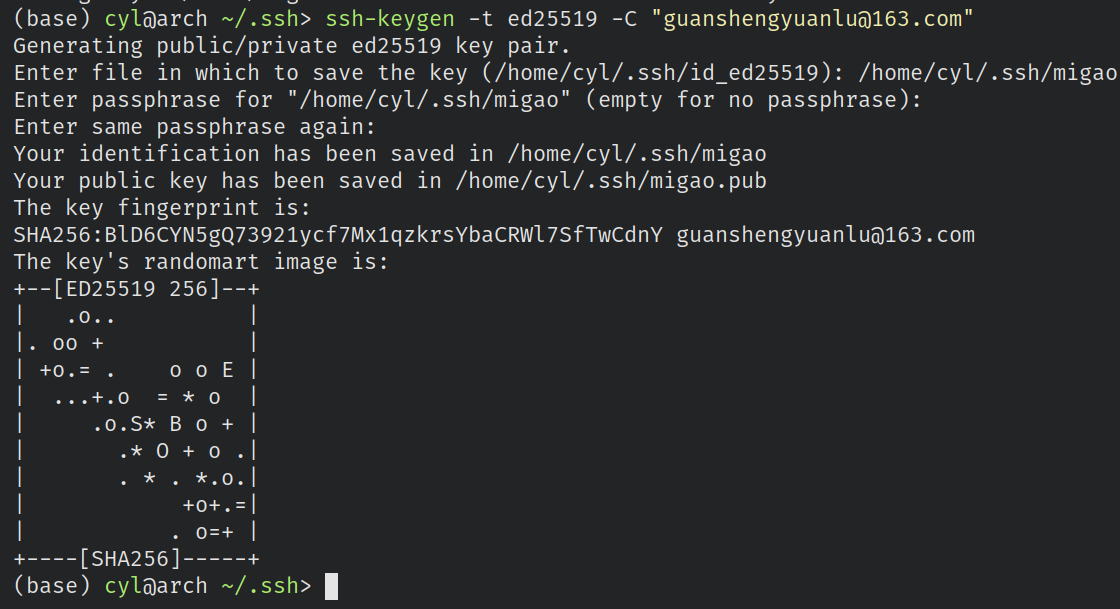 (base) cyl@arch ~/.ssh> ssh-keygen -t ed25519 -C "guanshengyuanlu@163.com"
Generating public/private ed25519 key pair.
Enter file in which to save the key (/home/cyl/.ssh/id_ed25519): /home/cyl/.ssh/migao
Enter passphrase for "/home/cyl/.ssh/migao" (empty for no passphrase):
Enter same passphrase again:
Your identification has been saved in /home/cyl/.ssh/migao
Your public key has been saved in /home/cyl/.ssh/migao.pub
The key fingerprint is:
SHA256:BlD6CYN5gQ73921ycf7Mx1qzkrsYbaCRWl7SfTwCdnY guanshengyuanlu@163.com
The key's randomart image is:
+--[ED25519 256]--+
|   .o..          |
|. oo +           |
| +o.= .    o o E |
|  ...+.o  = * o  |
|     .o.S* B o + |
|       .* O + o .|
|       . * . *.o.|
|            +o+.=|
|           . o=+ |
+----[SHA256]-----+
(base) cyl@arch ~/.ssh>